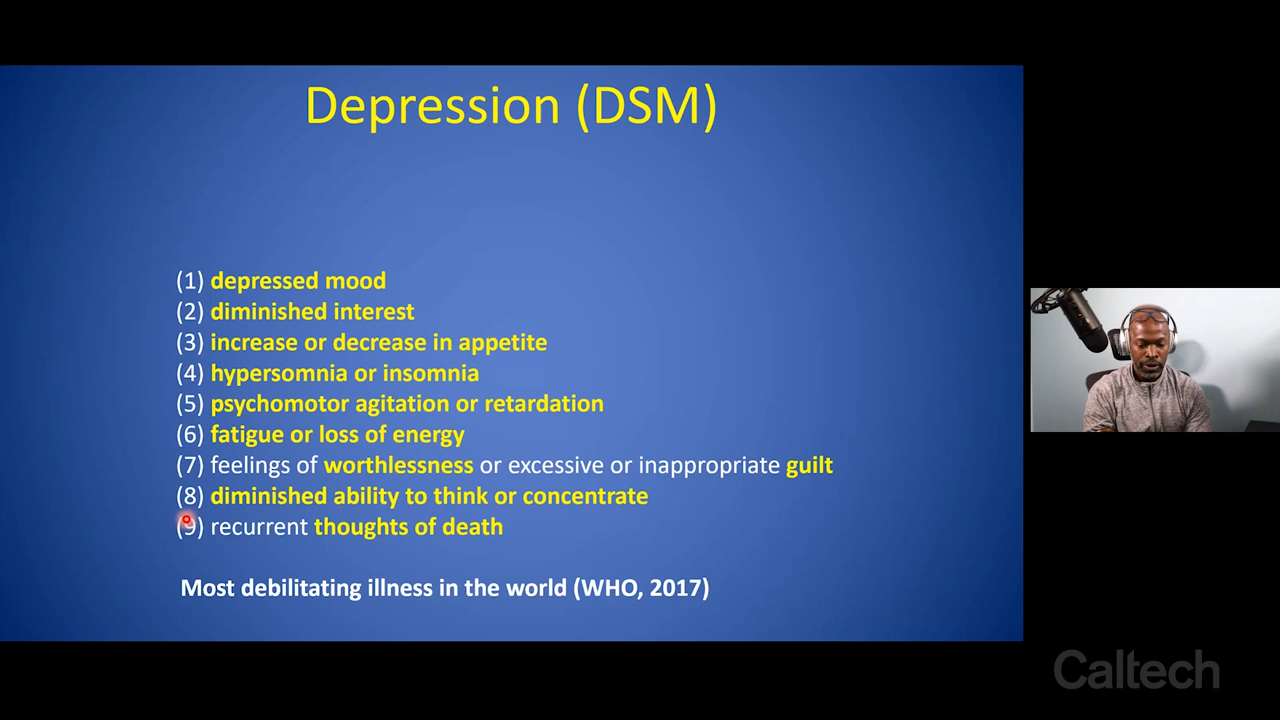 Depression (DSM)
(1) depressed mood
(2) diminished interest
(3) increase or decrease in appetite
(4) hypersomnia or insomnia
(5) psychomotor agitation or retardation
(6) fatigue or loss of energy
(7) feelings of worthlessness or excessive or inappropriate guilt
(8) diminished ability to think or concentrate
(9) recurrent thoughts of death
Most debilitating illness in the world (WHO, 2017)
Caltech